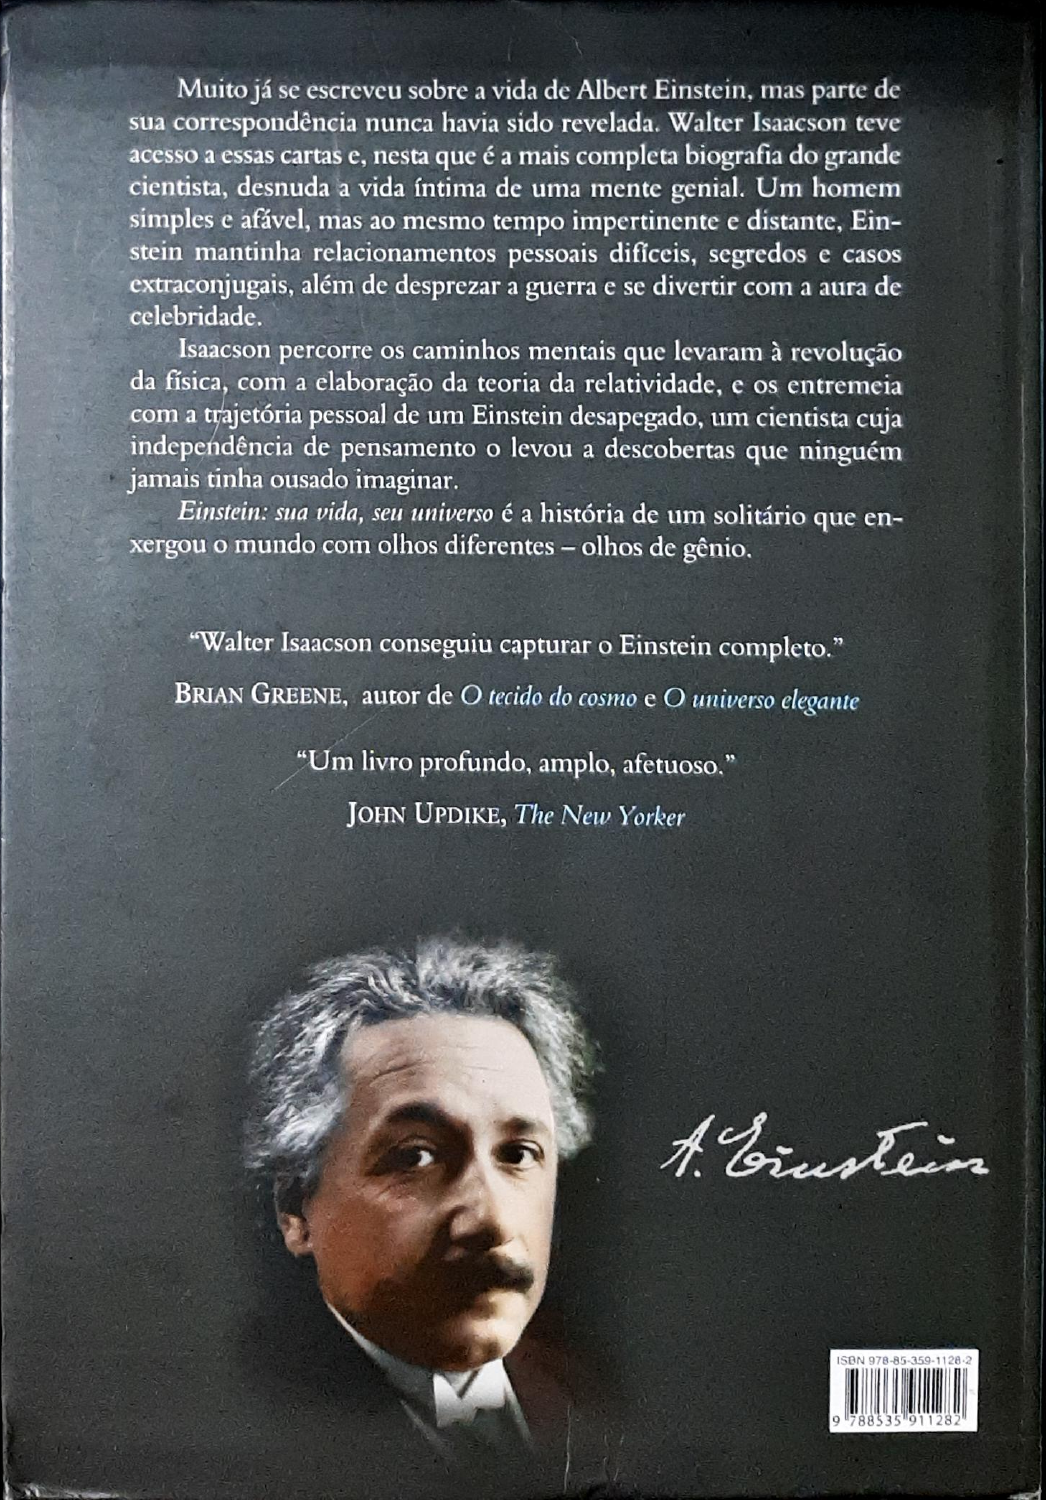 Muito já se escreveu sobre a vida de Albert Einstein, mas parte de
sua correspondência nunca havia sido revelada. Walter Isaacson teve
acesso a essas cartas e, nesta que é a mais completa biografia do grande
cientista, desnuda a vida íntima de uma mente genial. Um homem
simples e afável, mas ao mesmo tempo impertinente e distante, Ein-
stein mantinha relacionamentos pessoais difíceis, segredos e casos
extraconjugais, além de desprezar a guerra e se divertir com a aura de
celebridade.
Isaacson percorre os caminhos mentais que levaram à revolução
da física, com a elaboração da teoria da relatividade, e os entremeia
com a trajetória pessoal de um Einstein desapegado, um cientista cuja
independência de pensamento o levou a descobertas que ninguém
jamais tinha ousado imaginar.
Einstein: sua vida, seu universo é a história de um solitário que en-
xergou o mundo com olhos diferentes – olhos de gênio.
“Walter Isaacson conseguiu capturar o Einstein completo.”
BRIAN GREENE, autor de O tecido do cosmo e O universo elegante
“Um livro profundo, amplo, afetuoso.”
JOHN UPDIKE, The New Yorker
A. Einstein
ISBN 978-85-359-1128-2
9 788535 911282